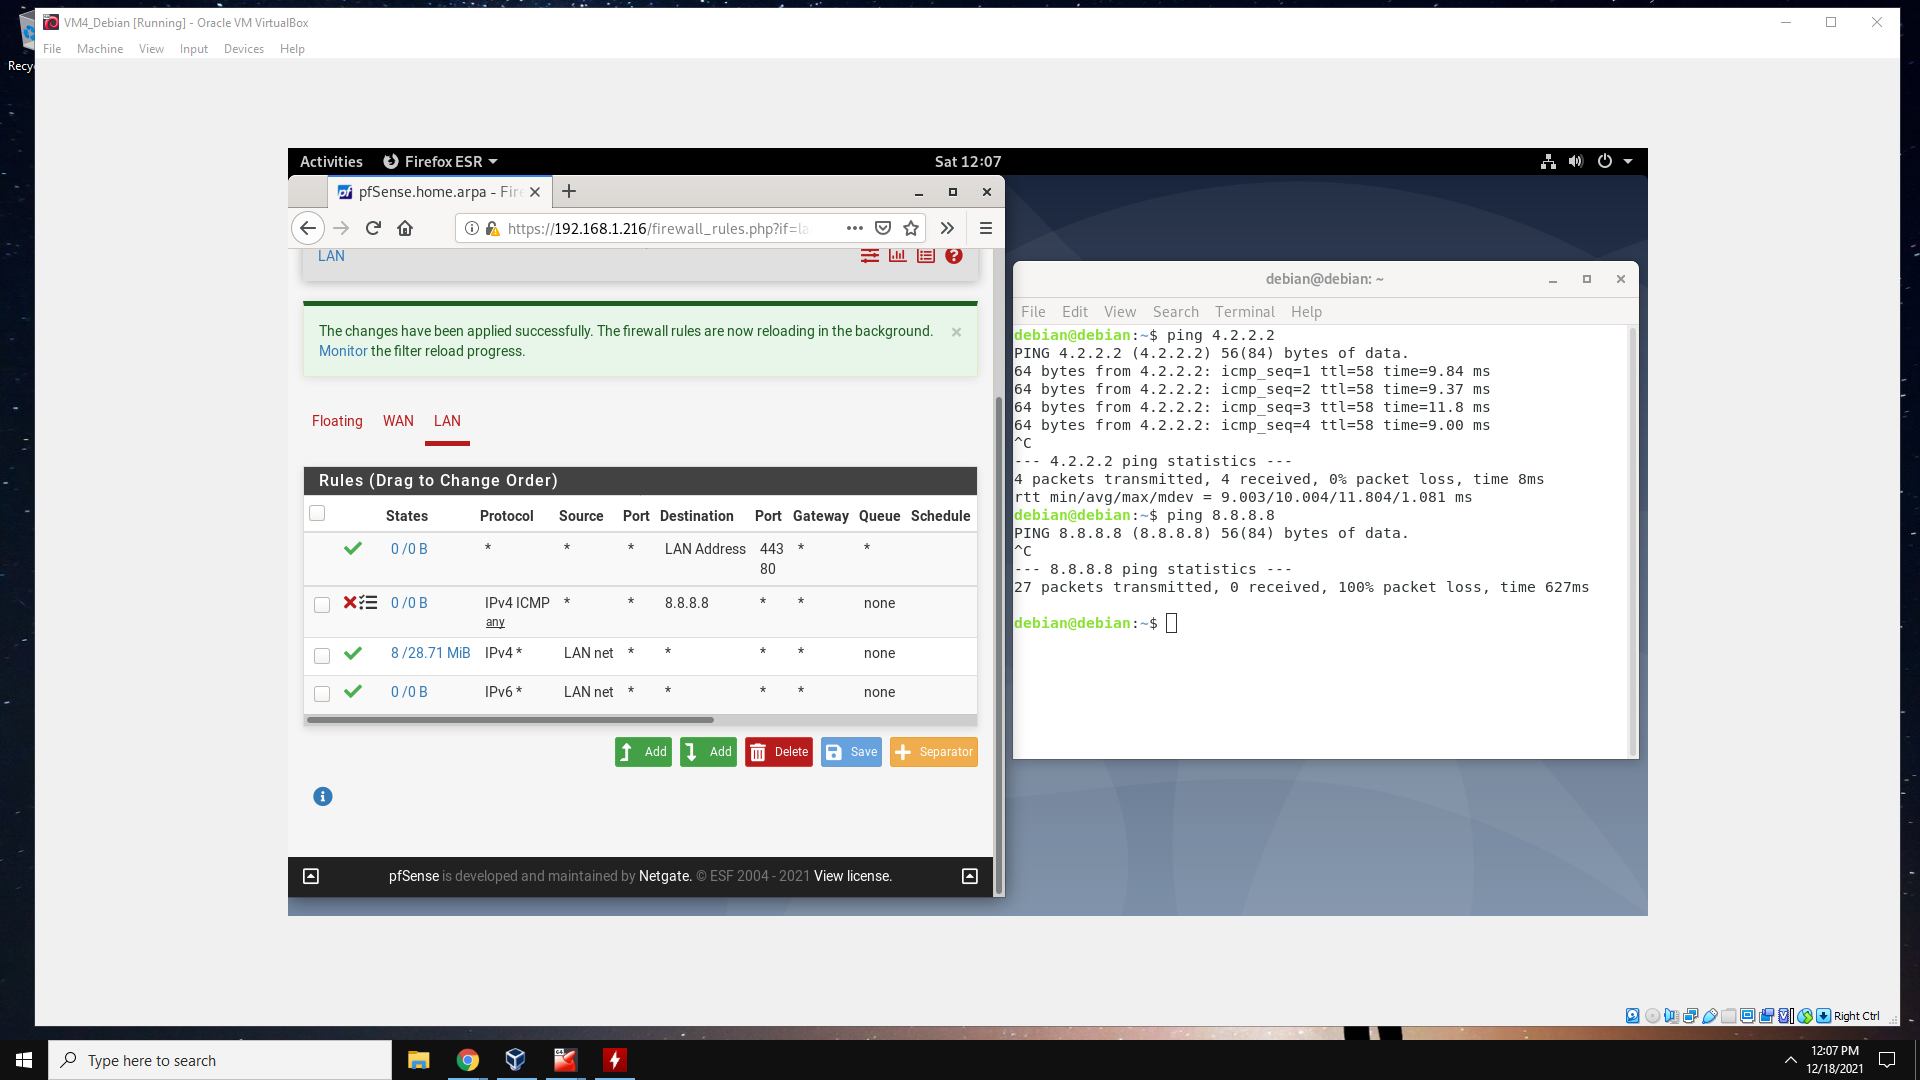 VM4_Debian [Running] - Oracle VM VirtualBox
File Machine View Input Devices Help
Activities Firefox ESR Sat 12:07
pfSense.home.arpa - Fire
https://192.168.1.216/firewall_rules.php?if=la
LAN
The changes have been applied successfully. The firewall rules are now reloading in the background.
Monitor the filter reload progress.
Floating WAN LAN
Rules (Drag to Change Order)
States Protocol Source Port Destination Port Gateway Queue Schedule
0 /0 B * * * LAN Address 443 * *
80
0 /0 B IPv4 ICMP * * 8.8.8.8 * * none
any
8 /28.71 MiB IPv4 * LAN net * * * * none
0 /0 B IPv6 * LAN net * * * * none
Add Add Delete Save Separator
pfSense is developed and maintained by Netgate. © ESF 2004 - 2021 View license.
debian@debian: ~
File Edit View Search Terminal Help
debian@debian:~$ ping 4.2.2.2
PING 4.2.2.2 (4.2.2.2) 56(84) bytes of data.
64 bytes from 4.2.2.2: icmp_seq=1 ttl=58 time=9.84 ms
64 bytes from 4.2.2.2: icmp_seq=2 ttl=58 time=9.37 ms
64 bytes from 4.2.2.2: icmp_seq=3 ttl=58 time=11.8 ms
64 bytes from 4.2.2.2: icmp_seq=4 ttl=58 time=9.00 ms
^C
--- 4.2.2.2 ping statistics ---
4 packets transmitted, 4 received, 0% packet loss, time 8ms
rtt min/avg/max/mdev = 9.003/10.004/11.804/1.081 ms
debian@debian:~$ ping 8.8.8.8
PING 8.8.8.8 (8.8.8.8) 56(84) bytes of data.
^C
--- 8.8.8.8 ping statistics ---
27 packets transmitted, 0 received, 100% packet loss, time 627ms
debian@debian:~$
Recy
Right Ctrl
Type here to search
12:07 PM
12/18/2021